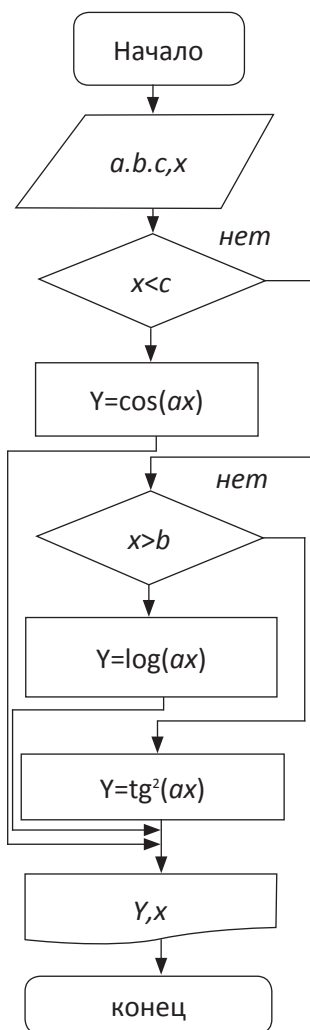 Начало
a.b.c,x
нет
x<c
Y=cos(ax)
нет
x>b
Y=log(ax)
Y=tg²(ax)
Y,x
конец